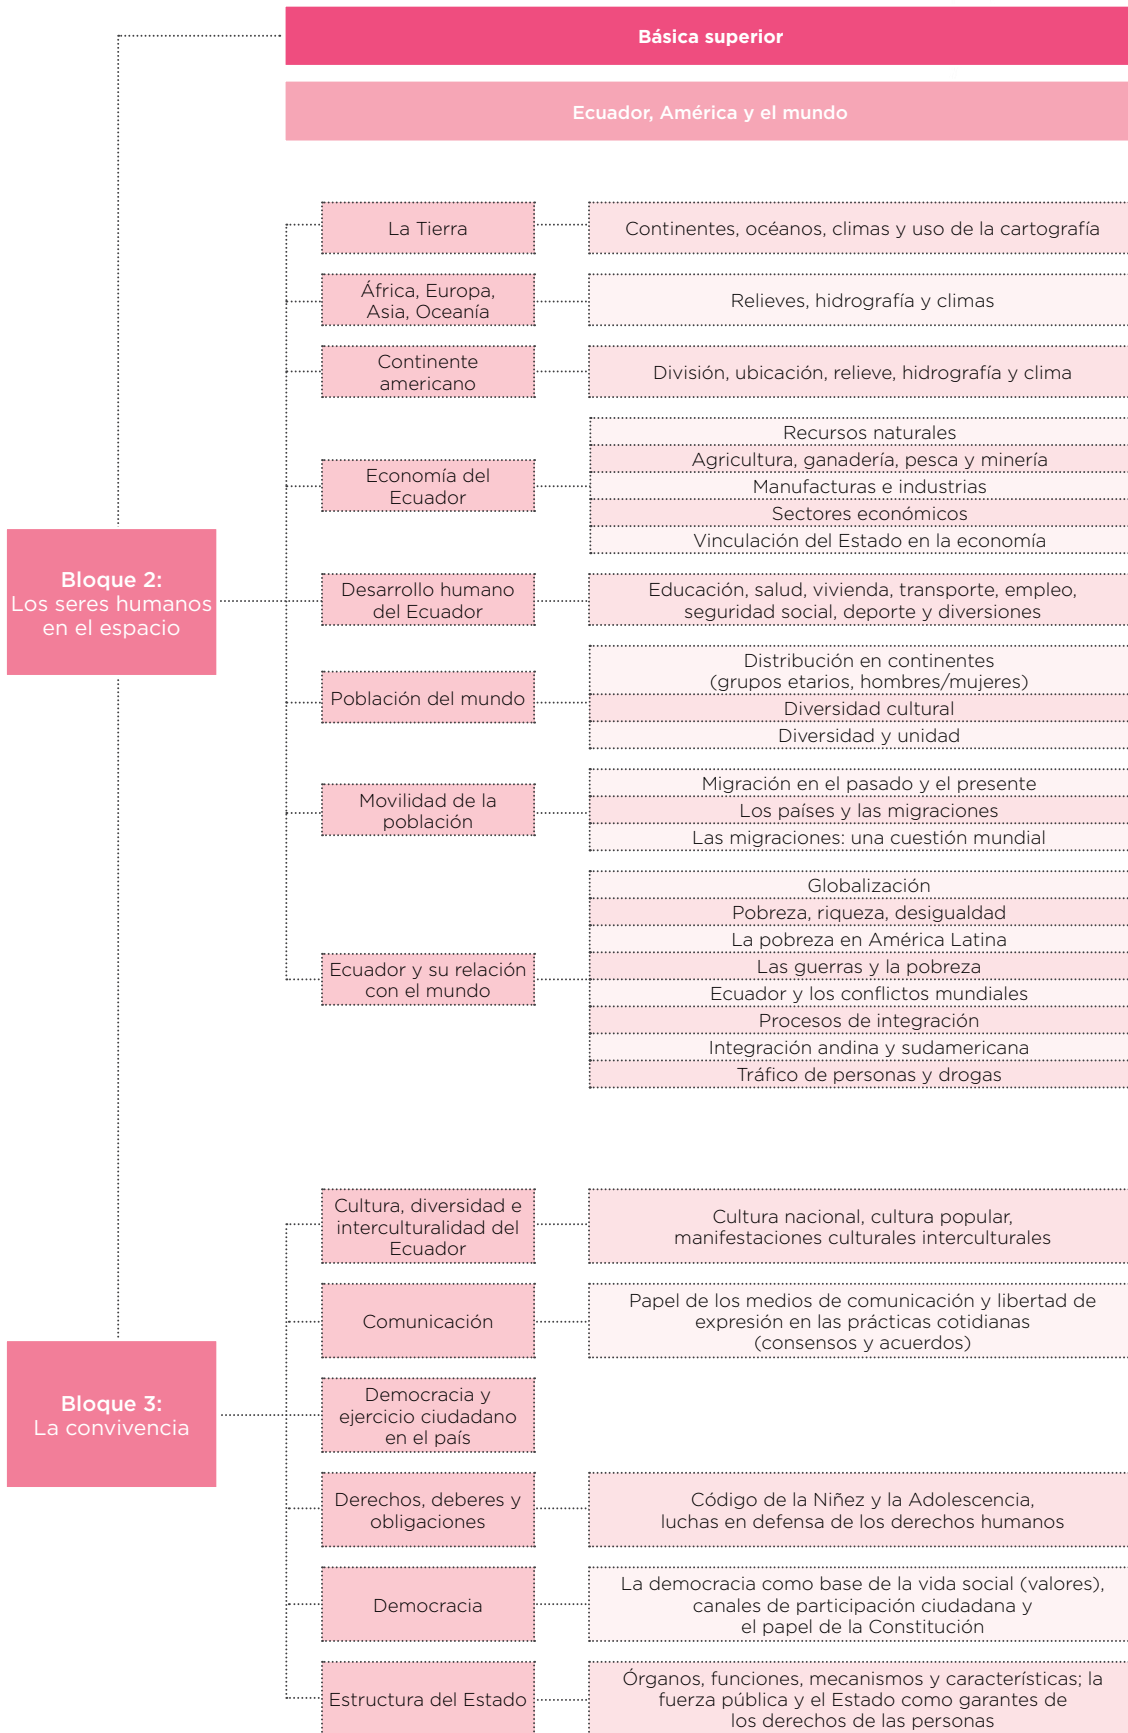 Básica superior
Ecuador, América y el mundo
Bloque 2:
Los seres humanos
en el espacio
La Tierra
Continentes, océanos, climas y uso de la cartografía
África, Europa,
Asia, Oceanía
Relieves, hidrografía y climas
Continente
americano
División, ubicación, relieve, hidrografía y clima
Economía del
Ecuador
Recursos naturales
Agricultura, ganadería, pesca y minería
Manufacturas e industrias
Sectores económicos
Vinculación del Estado en la economía
Desarrollo humano
del Ecuador
Educación, salud, vivienda, transporte, empleo,
seguridad social, deporte y diversiones
Población del mundo
Distribución en continentes
(grupos etarios, hombres/mujeres)
Diversidad cultural
Diversidad y unidad
Movilidad de la
población
Migración en el pasado y el presente
Los países y las migraciones
Las migraciones: una cuestión mundial
Ecuador y su relación
con el mundo
Globalización
Pobreza, riqueza, desigualdad
La pobreza en América Latina
Las guerras y la pobreza
Ecuador y los conflictos mundiales
Procesos de integración
Integración andina y sudamericana
Tráfico de personas y drogas
Bloque 3:
La convivencia
Cultura, diversidad e
interculturalidad del
Ecuador
Cultura nacional, cultura popular,
manifestaciones culturales interculturales
Comunicación
Papel de los medios de comunicación y libertad de
expresión en las prácticas cotidianas
(consensos y acuerdos)
Democracia y
ejercicio ciudadano
en el país
Derechos, deberes y
obligaciones
Código de la Niñez y la Adolescencia,
luchas en defensa de los derechos humanos
Democracia
La democracia como base de la vida social (valores),
canales de participación ciudadana y
el papel de la Constitución
Estructura del Estado
Órganos, funciones, mecanismos y características; la
fuerza pública y el Estado como garantes de
los derechos de las personas